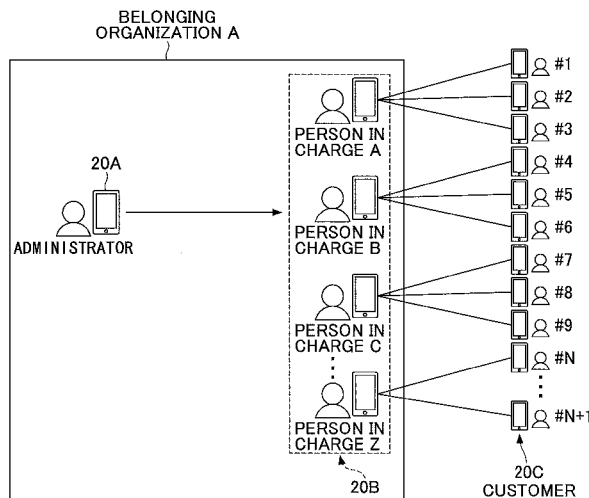 BELONGING
ORGANIZATION A
20A
ADMINISTRATOR
PERSON IN
CHARGE A
PERSON IN
CHARGE B
PERSON IN
CHARGE C
PERSON IN
CHARGE Z
20B
#1
#2
#3
#4
#5
#6
#7
#8
#9
#N
#N+1
20C
CUSTOMER